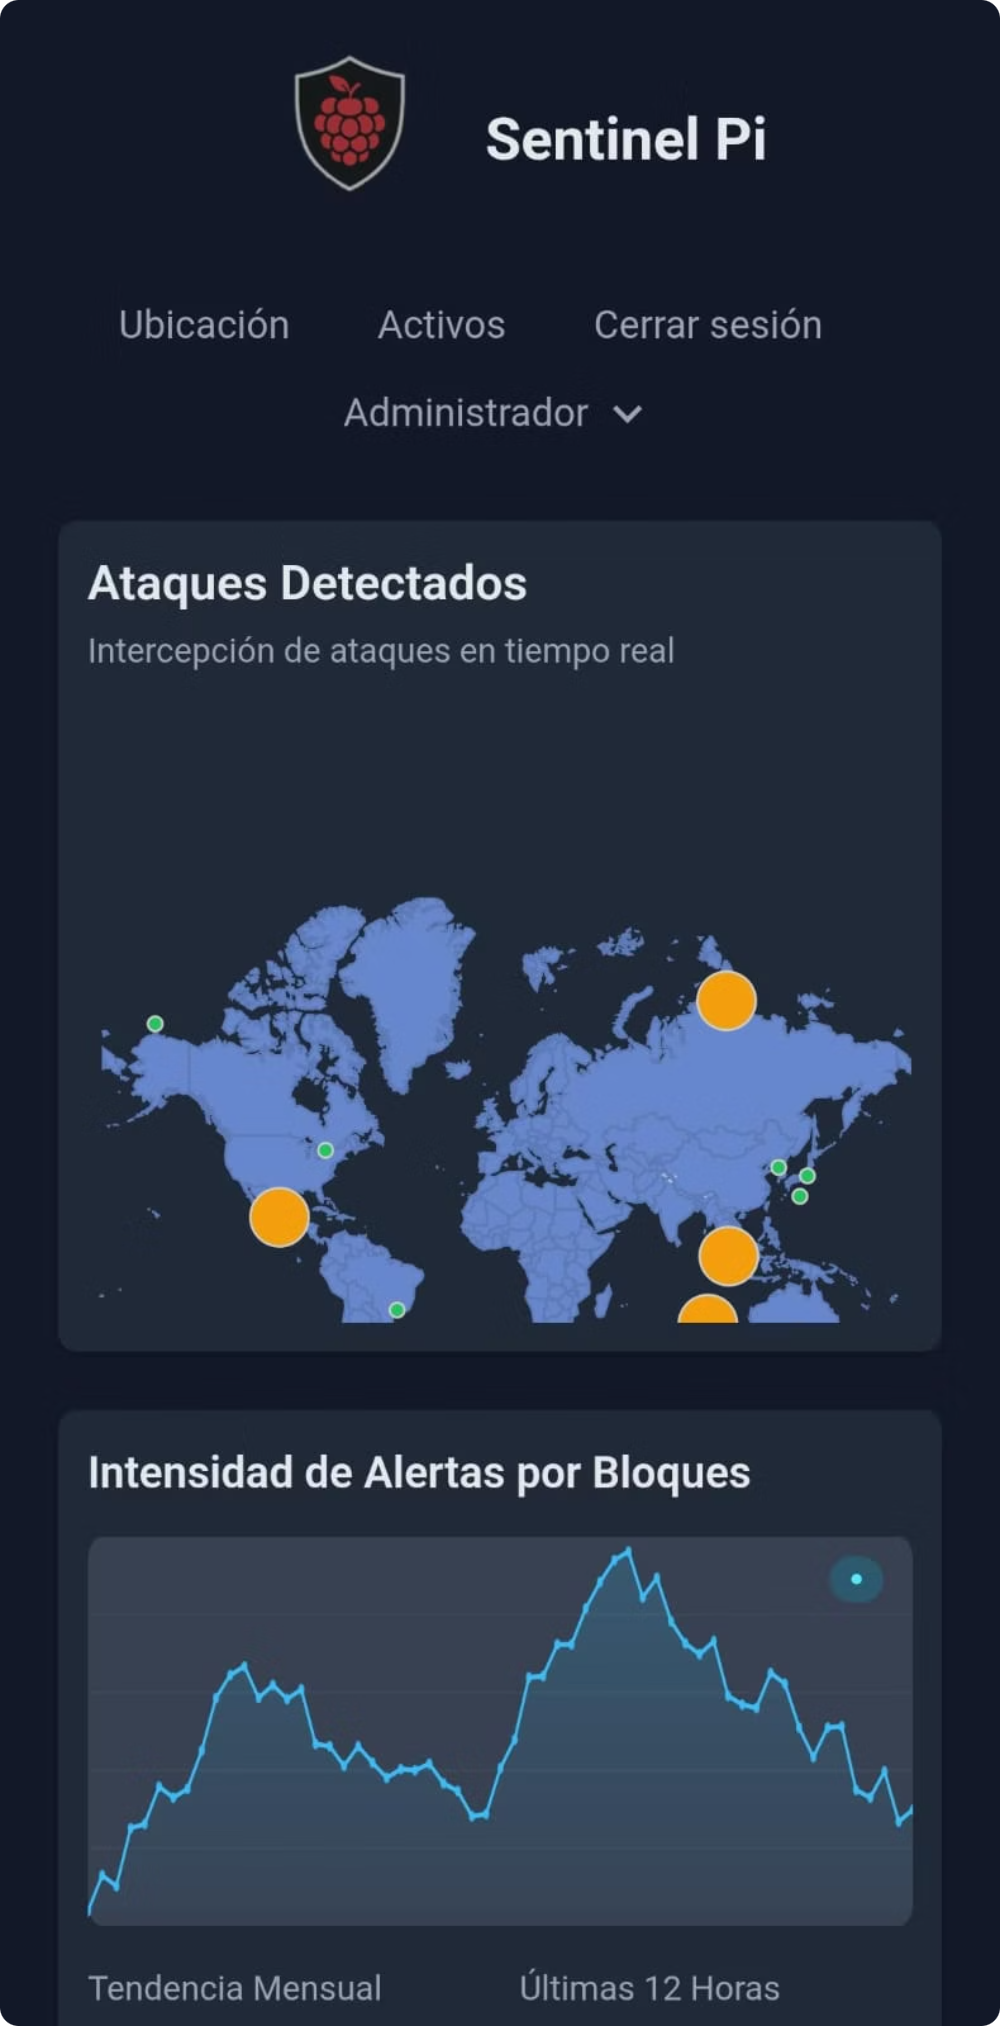 Sentinel Pi
Ubicación Activos Cerrar sesión
Administrador
Ataques Detectados
Intercepción de ataques en tiempo real
Intensidad de Alertas por Bloques
Tendencia Mensual Últimas 12 Horas